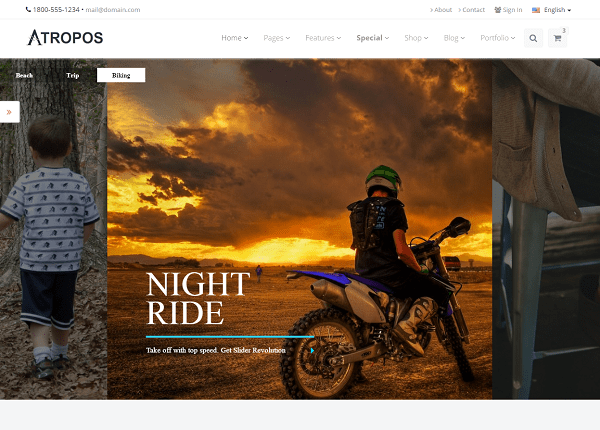 1800-555-1234 • mail@domain.com
About
Contact
Sign In
English
ATROPOS
Home
Pages
Features
Special
Shop
Blog
Portfolio
3
Beach
Trip
Biking
»
NIGHT
RIDE
Take off with top speed. Get Slider Revolution